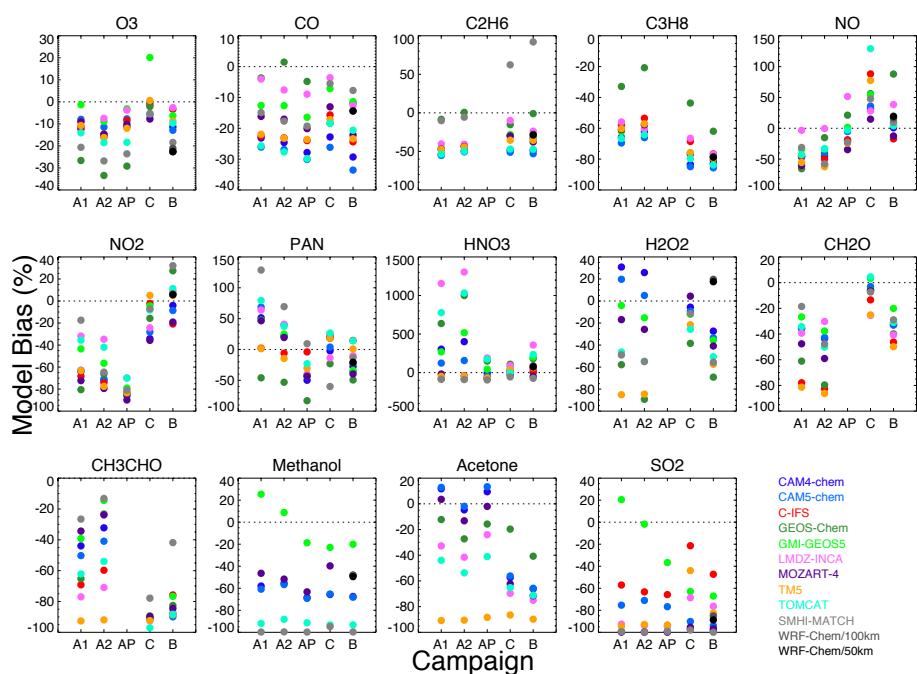 O3 CO C2H6 C3H8 NO
30 10 100 0 150
20 0 -20 100
10 50
0 -10 0 -40 50
-10 -20 -60 0
-20 -50 -50
-30 -30 -80
-40 -40 -100 -100 -100
A1 A2 AP C B A1 A2 AP C B A1 A2 AP C B A1 A2 AP C B A1 A2 AP C B
NO2 PAN HNO3 H2O2 CH2O
40 150 1500 40 20
20 100 1000 20 0
0 50 0 -20
-20 500 -20
-40 0 -40 -40
-60 -50 0 -60 -60
-80 -80 -80
-100 -100 500 -100 -100
A1 A2 AP C B A1 A2 AP C B A1 A2 AP C B A1 A2 AP C B A1 A2 AP C B
CH3CHO Methanol Acetone SO2
0 40 20 40
-20 20 0 20
-40 0 -20 0
-60 -20 -40 -20
-80 -40 -60 -40
-100 -60 -80 -60
-80 -100 -80
-100 -100
A1 A2 AP C B A1 A2 AP C B A1 A2 AP C B A1 A2 AP C B
Model Bias (%)
Campaign
CAM4-chem
CAM5-chem
C-IFS
GEOS-Chem
GMI-GEOS5
LMDZ-INCA
MOZART-4
TM5
TOMCAT
SMHI-MATCH
WRF-Chem/100km
WRF-Chem/50km